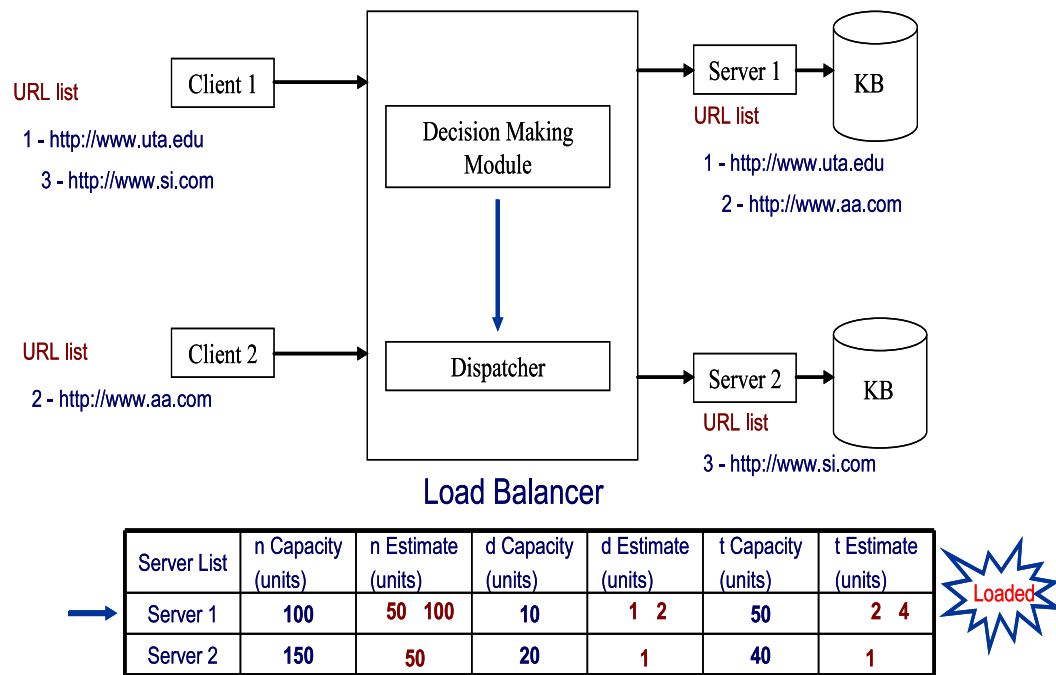 Client 1
URL list
1 - http://www.uta.edu
3 - http://www.si.com
Decision Making
Module
Server 1
KB
URL list
1 - http://www.uta.edu
2 - http://www.aa.com
Client 2
URL list
2 - http://www.aa.com
Dispatcher
Server 2
KB
URL list
3 - http://www.si.com
Load Balancer
Server List
n Capacity
(units)
n Estimate
(units)
d Capacity
(units)
d Estimate
(units)
t Capacity
(units)
t Estimate
(units)
Server 1 100 50 100 10 1 2 50 2 4
Loaded
Server 2 150 50 20 1 40 1